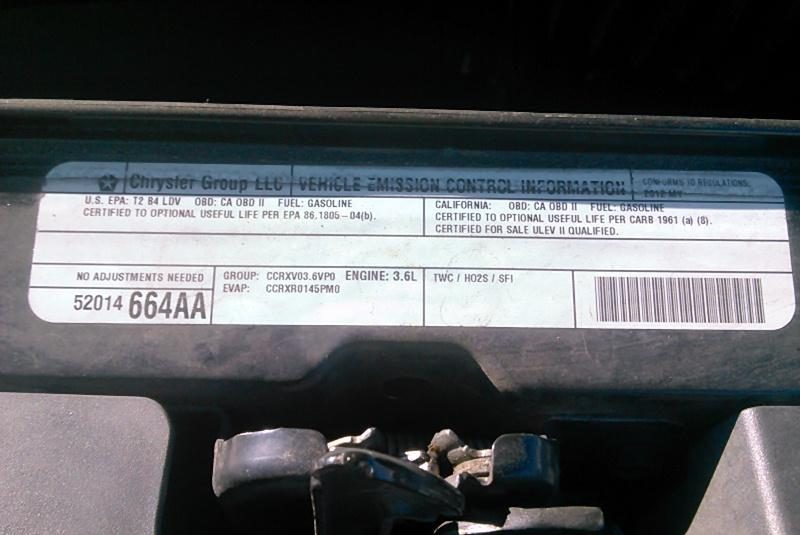 Chrysler Group LLC VEHICLE EMISSION CONTROL INFORMATION CONFORMS TO REGULATIONS:
2012 MY
U.S. EPA: T2 B4 LDV OBD: CA OBD II FUEL: GASOLINE
CERTIFIED TO OPTIONAL USEFUL LIFE PER EPA 86.1805-04(b).
CALIFORNIA: OBD: CA OBD II FUEL: GASOLINE
CERTIFIED TO OPTIONAL USEFUL LIFE PER CARB 1961 (a) (8).
CERTIFIED FOR SALE ULEV II QUALIFIED.
NO ADJUSTMENTS NEEDED
52014 664AA
GROUP: CCRXV03.6VP0 ENGINE: 3.6L
EVAP: CCRXR0145PM0
TWC / HO2S / SFI